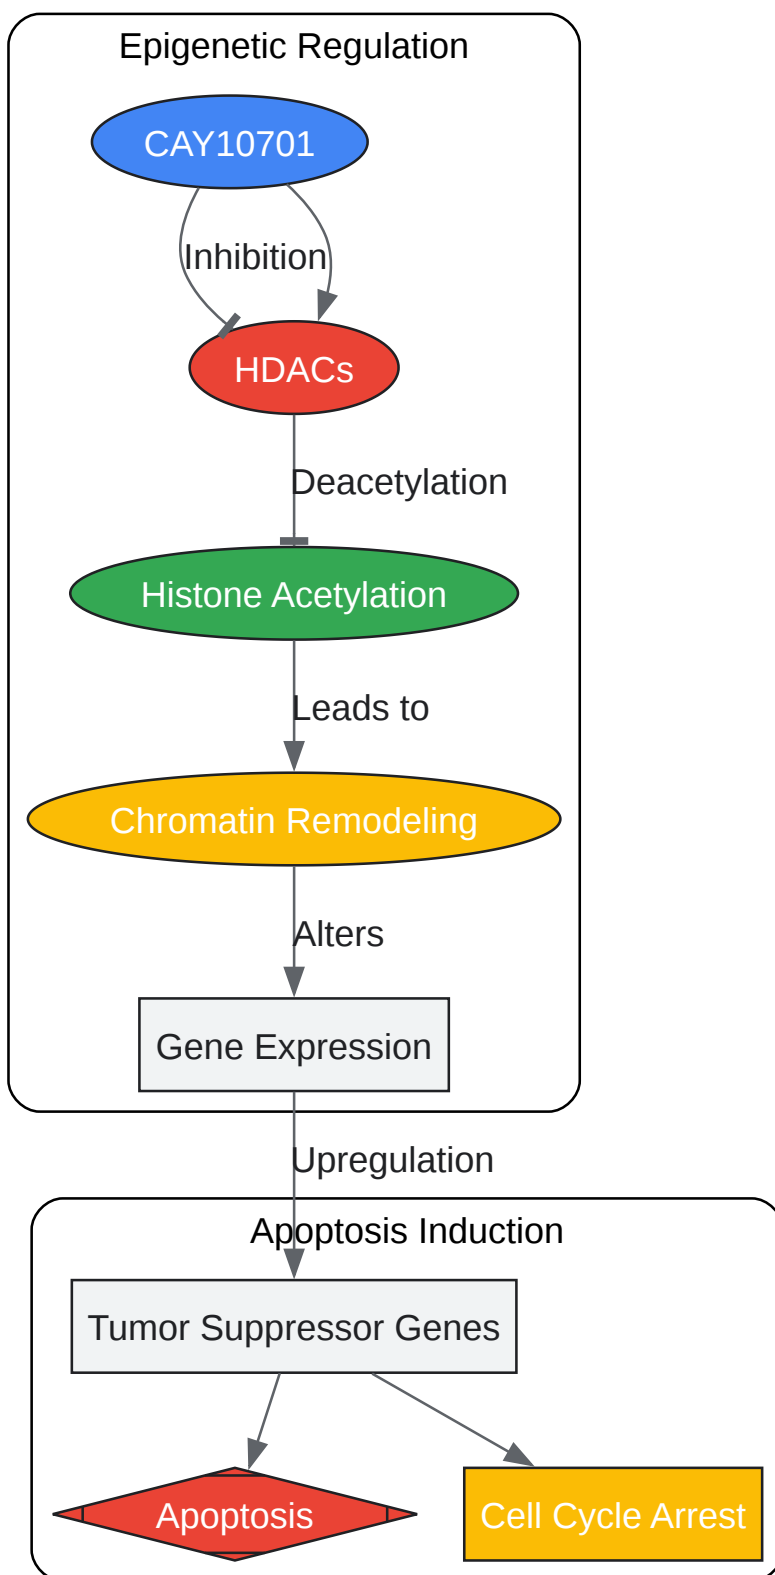 Epigenetic Regulation
CAY10701
Inhibition
HDACs
Deacetylation
Histone Acetylation
Leads to
Chromatin Remodeling
Alters
Gene Expression
Upregulation
Apoptosis Induction
Tumor Suppressor Genes
Apoptosis
Cell Cycle Arrest